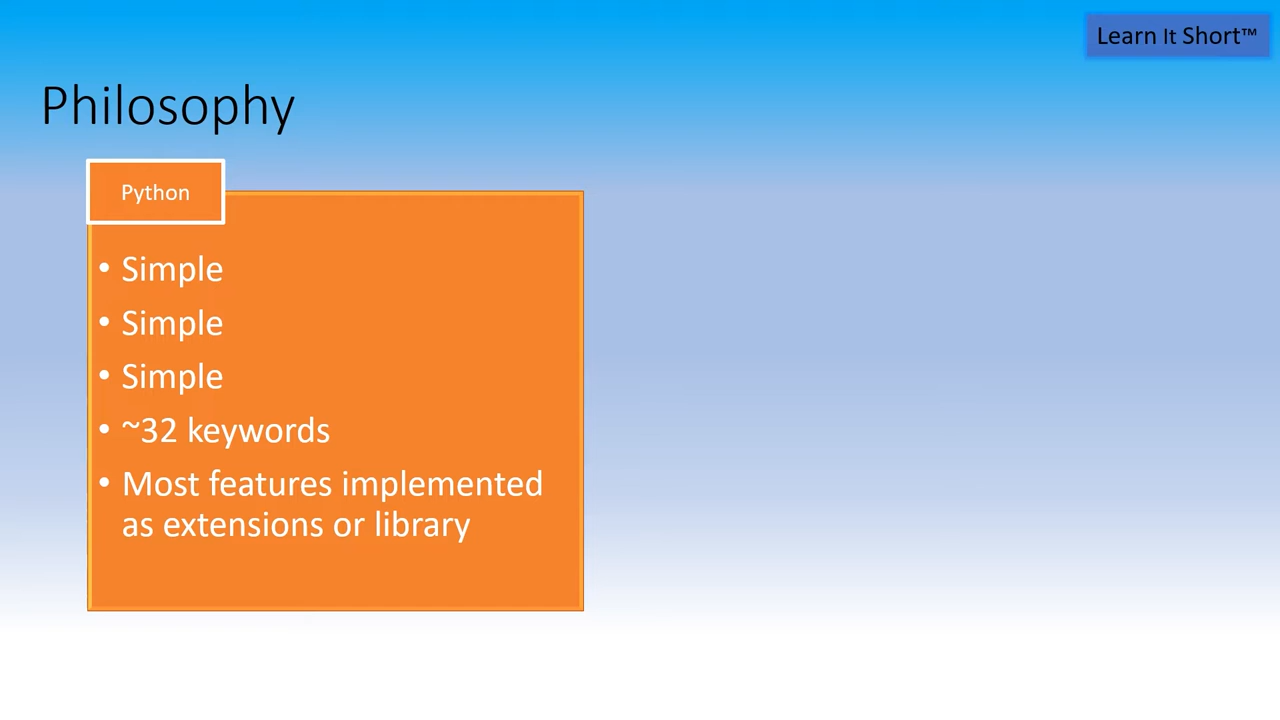 Learn It Short™
Philosophy
Python
• Simple
• Simple
• Simple
• ~32 keywords
• Most features implemented
as extensions or library